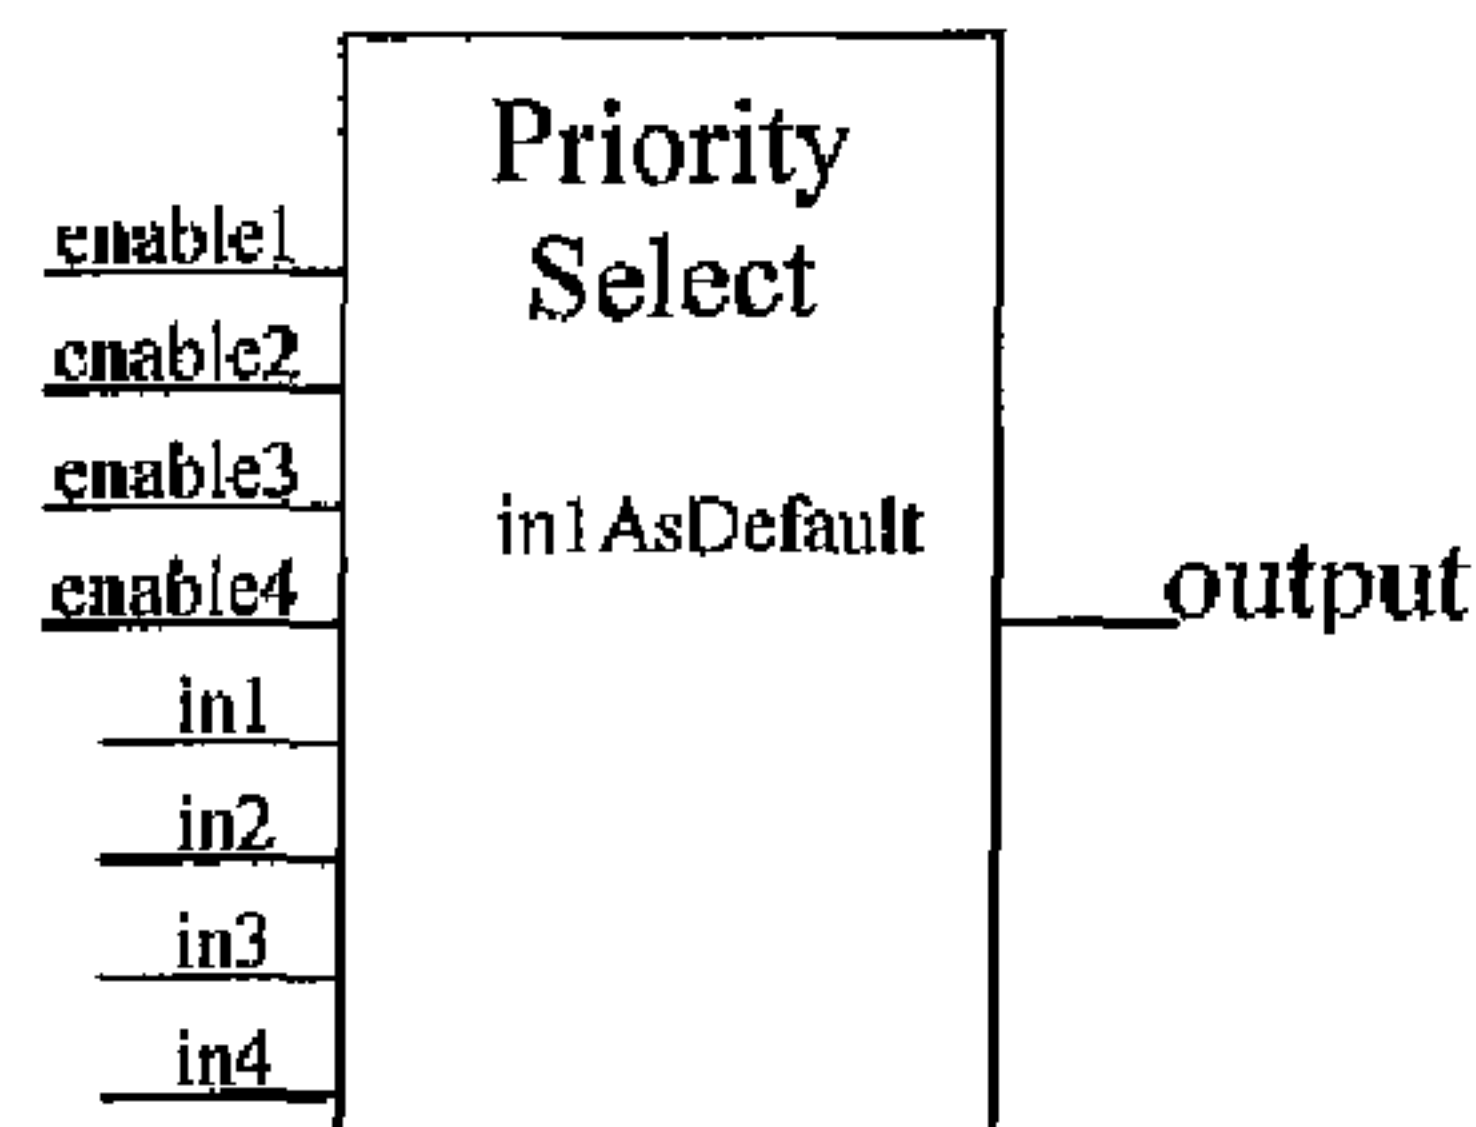 Priority
Select
enable1
enable2
enable3
in1AsDefault
enable4
output
in1
in2
in3
in4